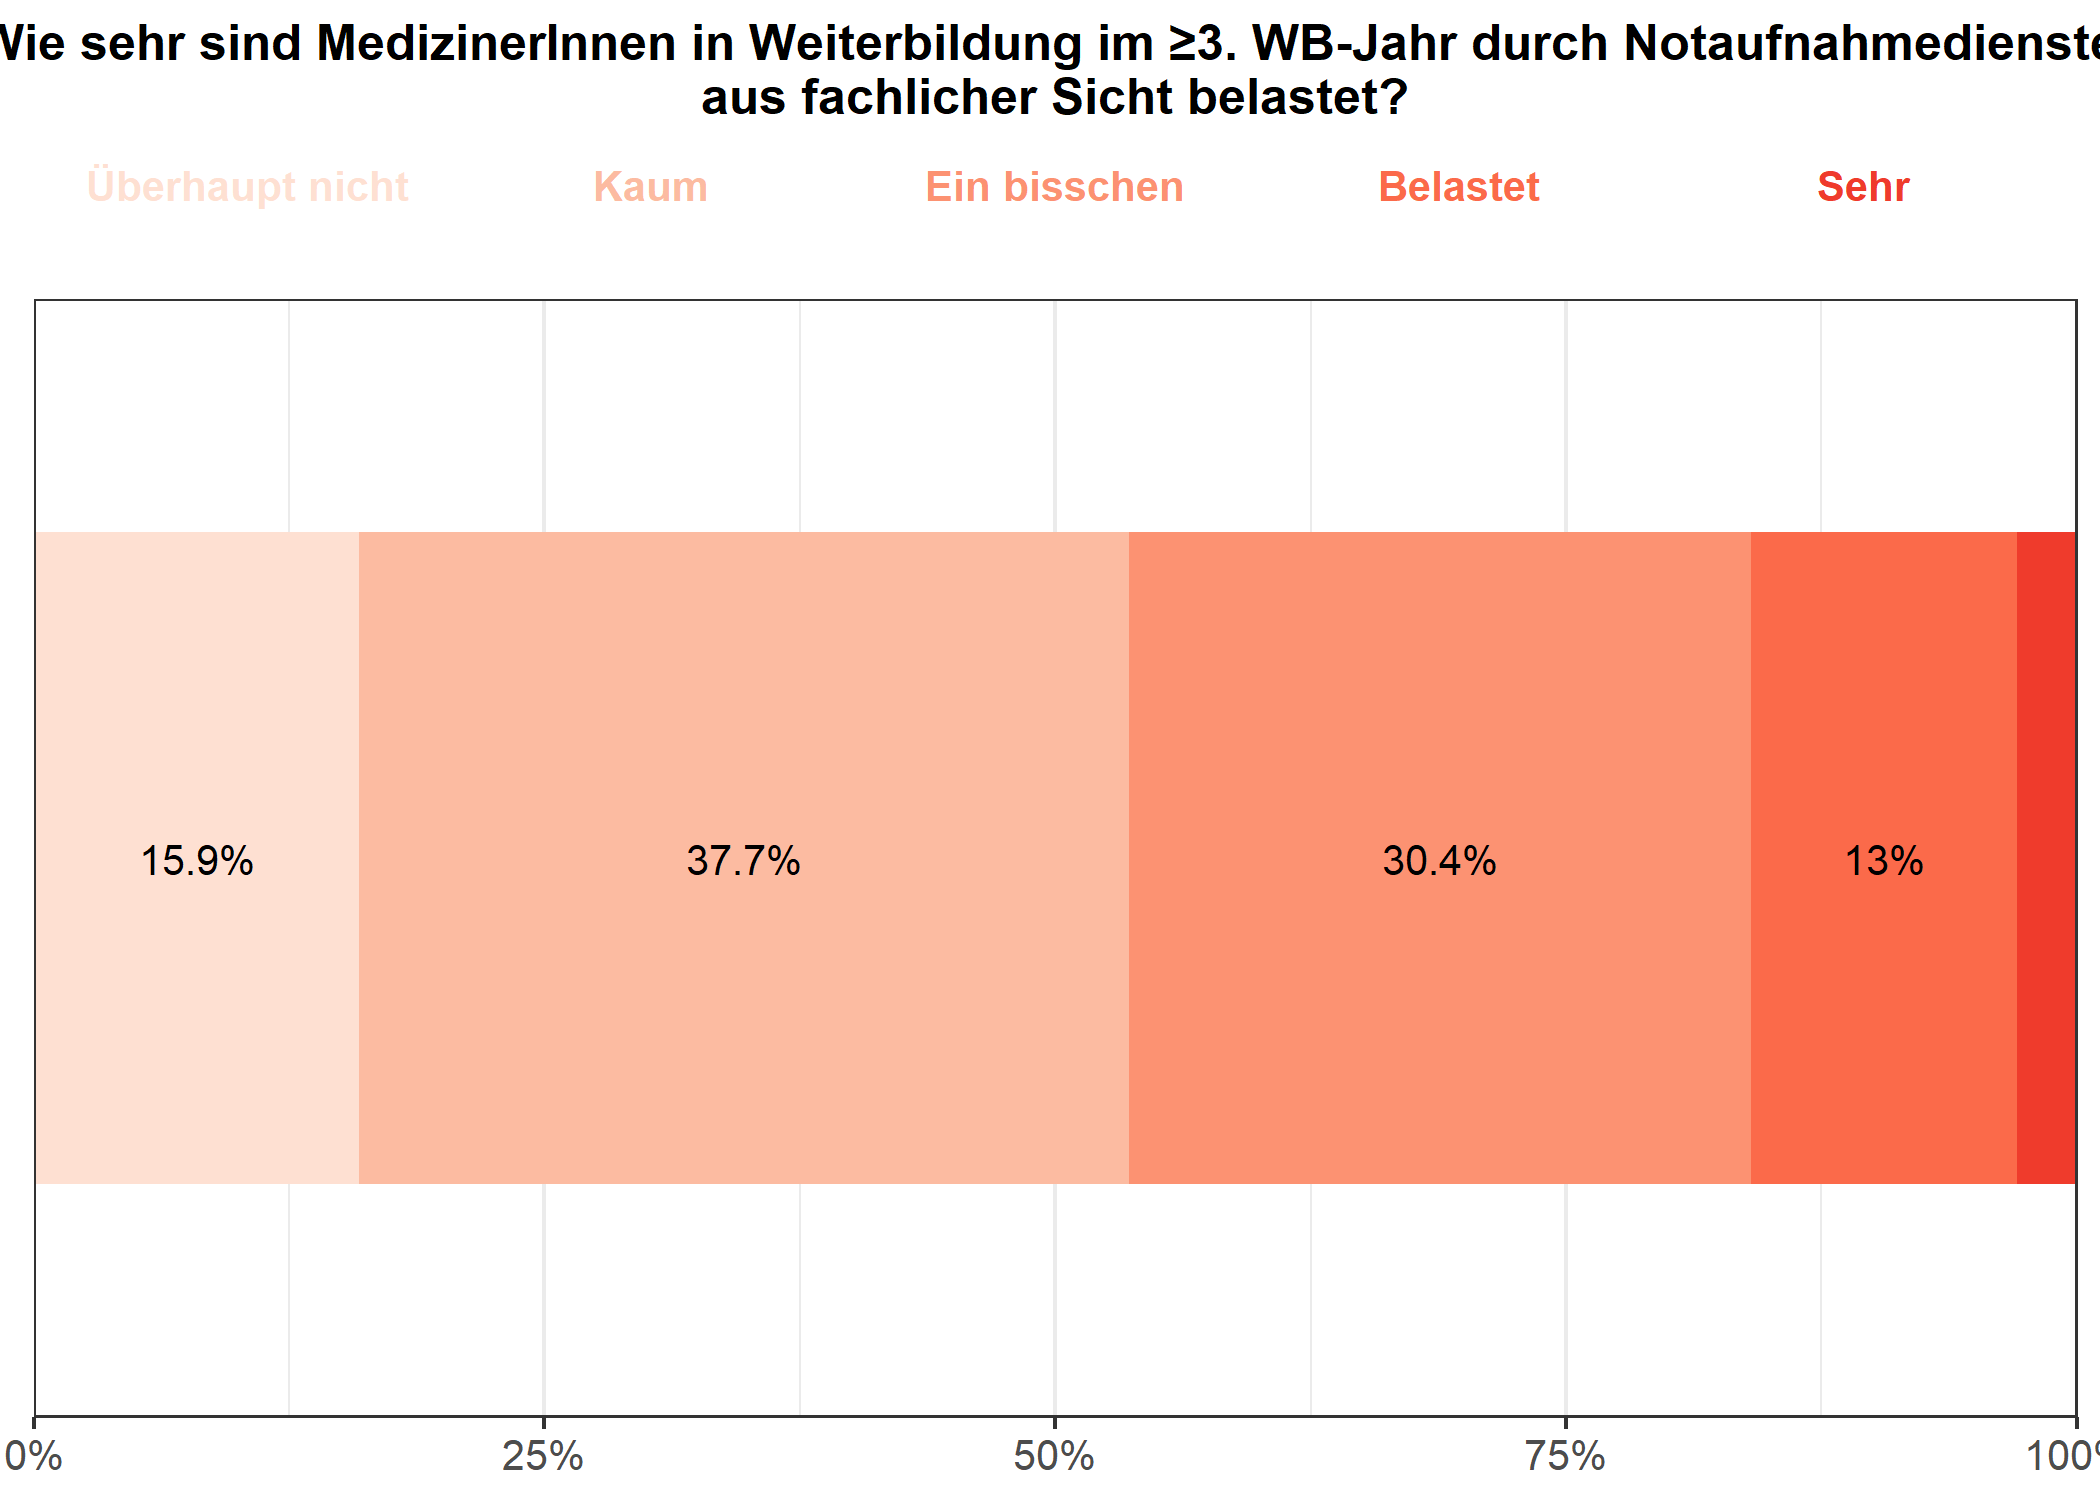 Wie sehr sind MedizinerInnen in Weiterbildung im ≥3. WB-Jahr durch Notaufnahmedienste
aus fachlicher Sicht belastet?
Überhaupt nicht Kaum Ein bisschen Belastet Sehr
15.9% 37.7% 30.4% 13%
0% 25% 50% 75% 100%